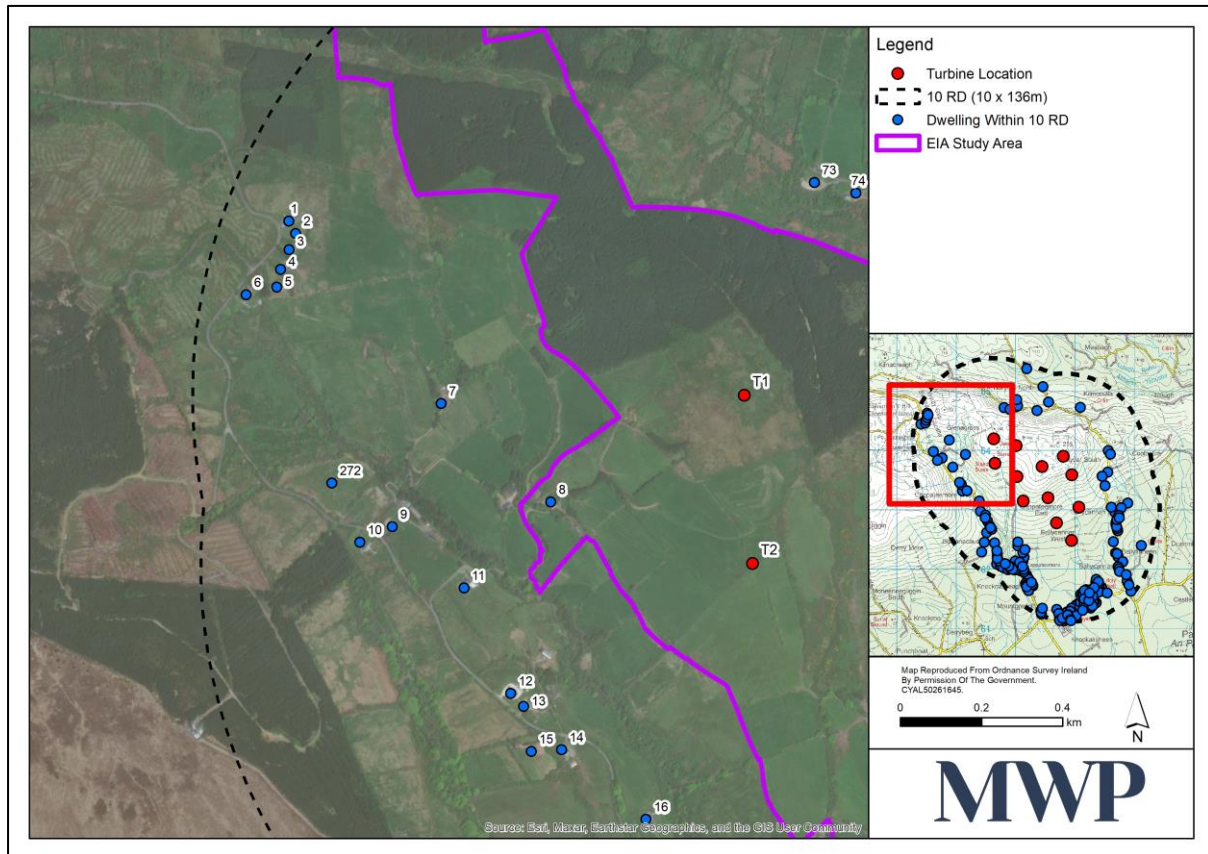 Legend
Turbine Location
10 RD (10 x 136m)
Dwelling Within 10 RD
EIA Study Area
73
74
1
2
3
4
5
6
T1
7
272
8
9
10
T2
11
12
13
15
14
16
Source: Esri, Maxar, Earthstar Geographics, and the GIS User Community
Map Reproduced From Ordnance Survey Ireland
By Permission Of The Government.
CYAL50261645.
0 0.2 0.4
km
N
MWP